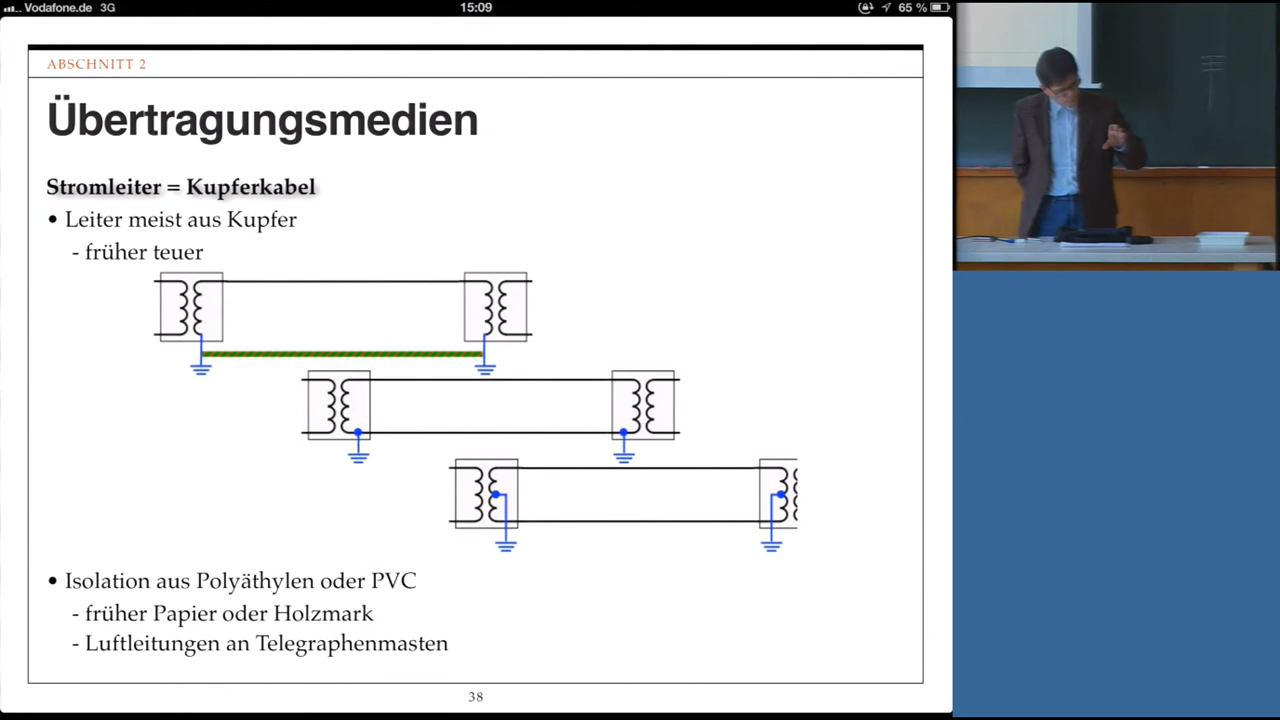 Vodafone.de 3G 15:09 65 %
ABSCHNITT 2
Übertragungsmedien
Stromleiter = Kupferkabel
• Leiter meist aus Kupfer
- früher teuer
• Isolation aus Polyäthylen oder PVC
- früher Papier oder Holzmark
- Luftleitungen an Telegraphenmasten
38